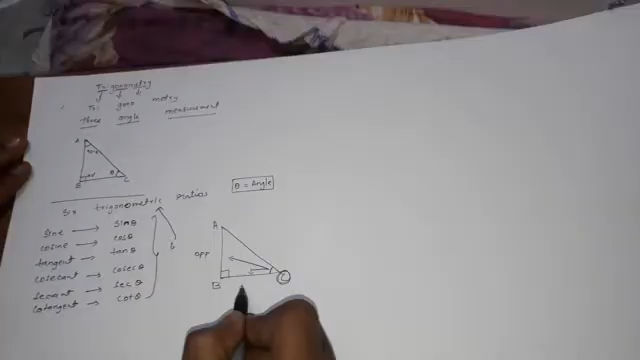 Trigonometry
Tri gono metry
Three angle measurement
A
B C
θ
Six trigonometric ratios
θ = Angle
Sine → Sinθ
Cosine → cosθ
tangent → tanθ
cosecant → cosecθ
secant → secθ
cotangent → cotθ
6
A
opp
B
C